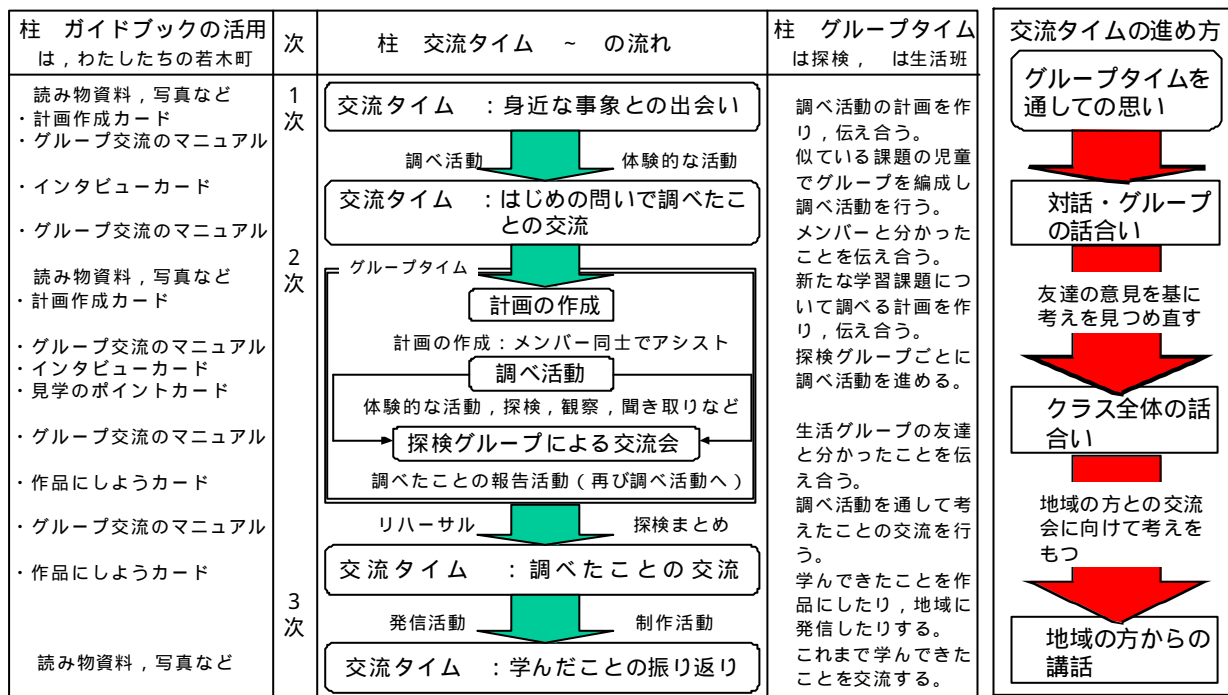 柱　ガイドブックの活用
は，わたしたちの若木町
次
柱　交流タイム　～　の流れ
柱　グループタイム
は探検，　は生活班
読み物資料，写真など
・計画作成カード
・グループ交流のマニュアル
・インタビューカード
・グループ交流のマニュアル
読み物資料，写真など
・計画作成カード
・グループ交流のマニュアル
・インタビューカード
・見学のポイントカード
・グループ交流のマニュアル
・作品にしようカード
・グループ交流のマニュアル
・作品にしようカード
読み物資料，写真など
1
次
2
次
3
次
交流タイム　：身近な事象との出会い
調べ活動　体験的な活動
交流タイム　：はじめの問いで調べたこ
との交流
グループタイム
計画の作成
計画の作成：メンバー同士でアシスト
調べ活動
体験的な活動，探検，観察，聞き取りなど
探検グループによる交流会
調べたことの報告活動（再び調べ活動へ）
リハーサル　探検まとめ
交流タイム　：調べたことの交流
発信活動　制作活動
交流タイム　：学んだことの振り返り
調べ活動の計画を作
り，伝え合う。
似ている課題の児童
でグループを編成し
調べ活動を行う。
メンバーと分かった
ことを伝え合う。
新たな学習課題につ
いて調べる計画を作
り，伝え合う。
探検グループごとに
調べ活動を進める。
生活グループの友達
と分かったことを伝
え合う。
調べ活動を通して考
えたことの交流を行
う。
学んできたことを作
品にしたり，地域に
発信したりする。
これまで学んできた
ことを交流する。
交流タイムの進め方
グループタイムを
通しての思い
対話・グループ
の話合い
友達の意見を基に
考えを見つめ直す
クラス全体の話
合い
地域の方との交流
会に向けて考えを
もつ
地域の方からの
講話